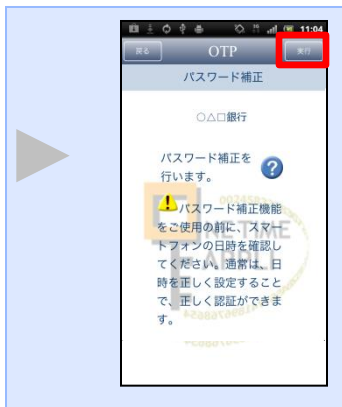 11:04
戻る
OTP
実行
パスワード補正
○△□銀行
パスワード補正を
行います。
パスワード補正機能
をご使用の前に、スマー
トフォンの日時を確認し
てください。通常は、日
時を正しく設定すること
で、正しく認証ができま
す。